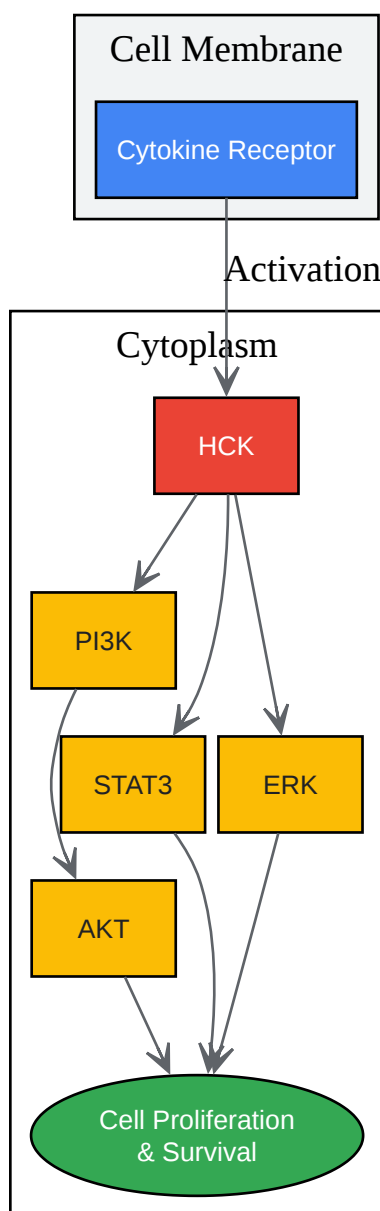 Cell Membrane
Cytokine Receptor
Activation
Cytoplasm
HCK
PI3K
STAT3
ERK
AKT
Cell Proliferation
& Survival